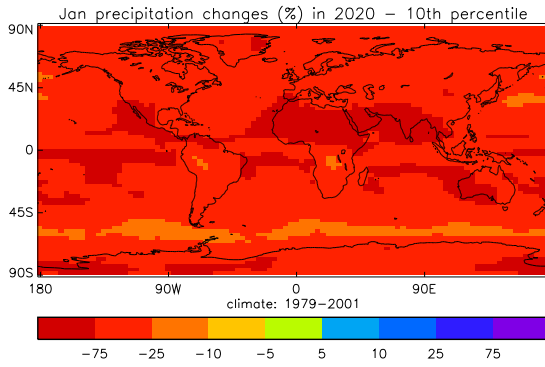 Jan precipitation changes (%) in 2020 – 10th percentile
90N
45N
0
45S
90S
180 90W 0 90E
climate: 1979–2001
−75 −25 −10 −5 5 10 25 75